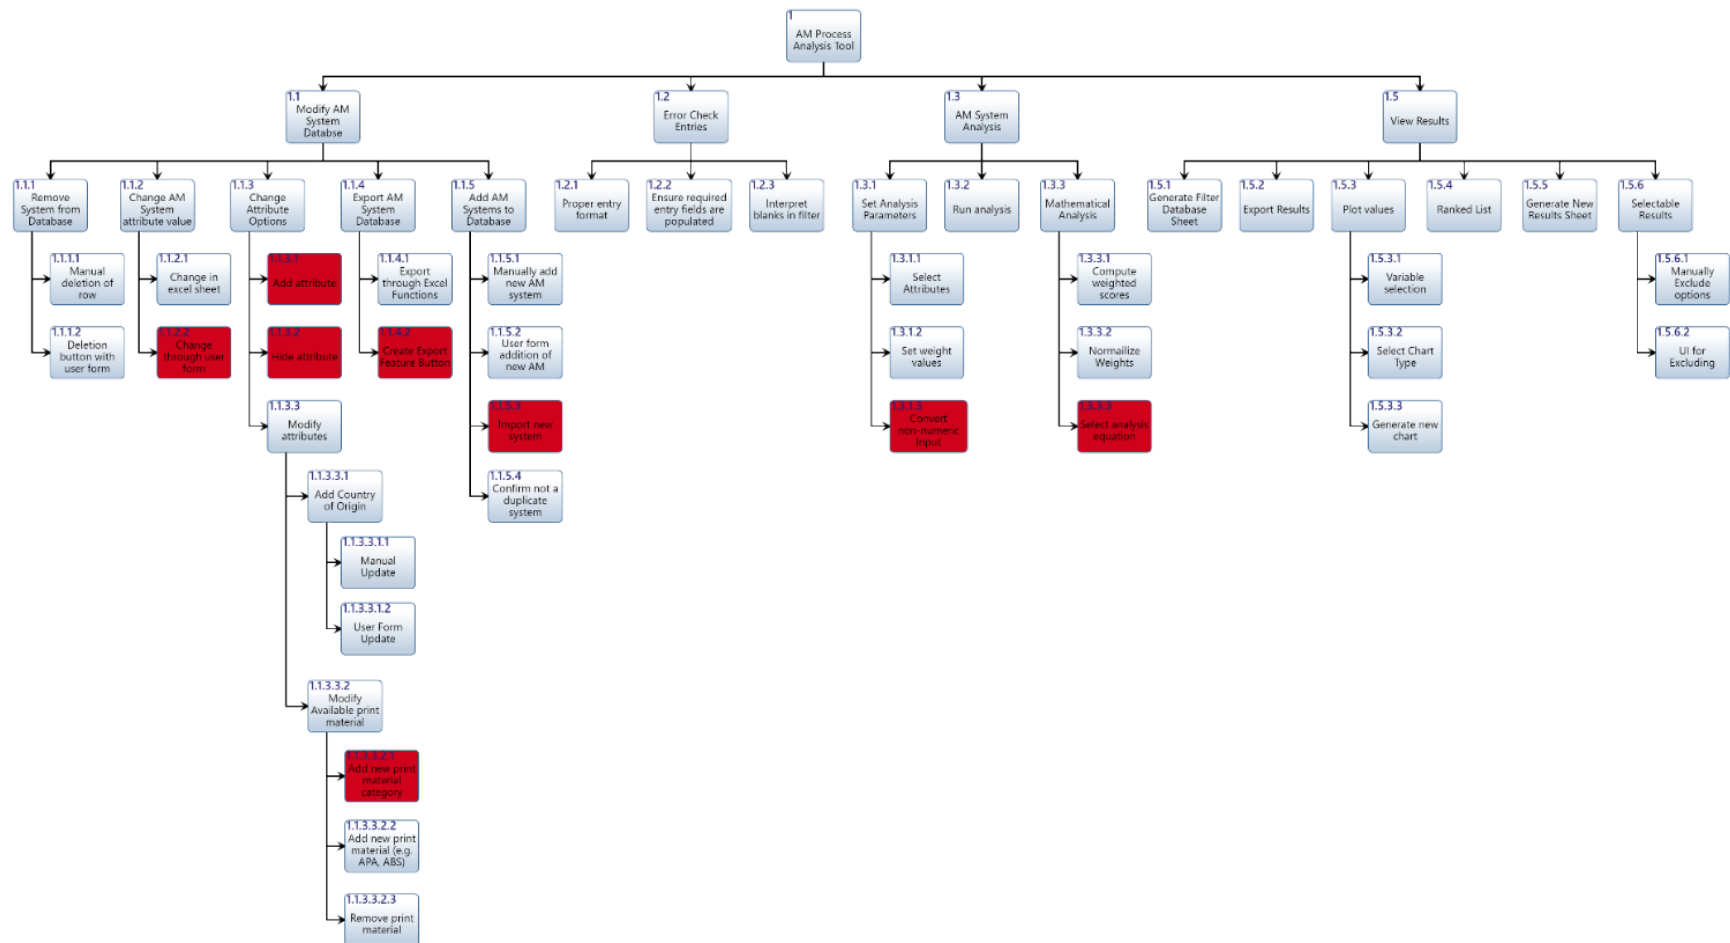 1
AM Process
Analysis Tool
1.1
Modify AM
System
Databse
1.2
Error Check
Entries
1.3
AM System
Analysis
1.5
View Results
1.1.1
Remove
System from
Database
1.1.2
Change AM
System
attribute value
1.1.3
Change
Attribute
Options
1.1.4
Export AM
System
Database
1.1.5
Add AM
Systems to
Database
1.2.1
Proper entry
format
1.2.2
Ensure required
entry fields are
populated
1.2.3
Interpret
blanks in filter
1.3.1
Set Analysis
Parameters
1.3.2
Run analysis
1.3.3
Mathematical
Analysis
1.5.1
Generate Filter
Database
Sheet
1.5.2
Export Results
1.5.3
Plot values
1.5.4
Ranked List
1.5.5
Generate New
Results Sheet
1.5.6
Selectable
Results
1.1.1.1
Manual
deletion of
row
1.1.2.1
Change in
excel sheet
1.1.3.1
Add attribute
1.1.4.1
Export
through Excel
Functions
1.1.5.1
Manually add
new AM
system
1.3.1.1
Select
Attributes
1.3.3.1
Compute
weighted
scores
1.5.3.1
Variable
selection
1.5.6.1
Manually
Exclude
options
1.1.1.2
Deletion
button with
user form
1.1.2.2
Change
through user
form
1.1.3.2
Hide attribute
1.1.4.2
Create Export
Feature Button
1.1.5.2
User form
addition of
new AM
1.3.1.2
Set weight
values
1.3.3.2
Normailize
Weights
1.5.3.2
Select Chart
Type
1.5.6.2
UI for
Excluding
1.1.3.3
Modify
attributes
1.1.5.3
Import new
system
1.3.1.3
Convert
non-numeric
Input
1.3.3.3
Select analysis
equation
1.5.3.3
Generate new
chart
1.1.3.3.1
Add Country
of Origin
1.1.5.4
Confirm not a
duplicate
system
1.1.3.3.1.1
Manual
Update
1.1.3.3.1.2
User Form
Update
1.1.3.3.2
Modify
Available print
material
1.1.3.3.2.1
Add new print
material
category
1.1.3.3.2.2
Add new print
material (e.g.
APA, ABS)
1.1.3.3.2.3
Remove print
material